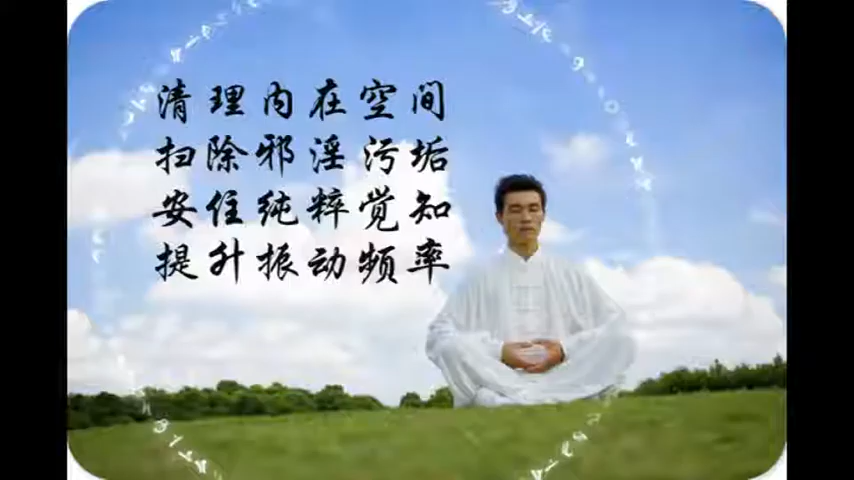 清理内在空间
扫除邪淫污垢
安住纯粹觉知
提升振动频率